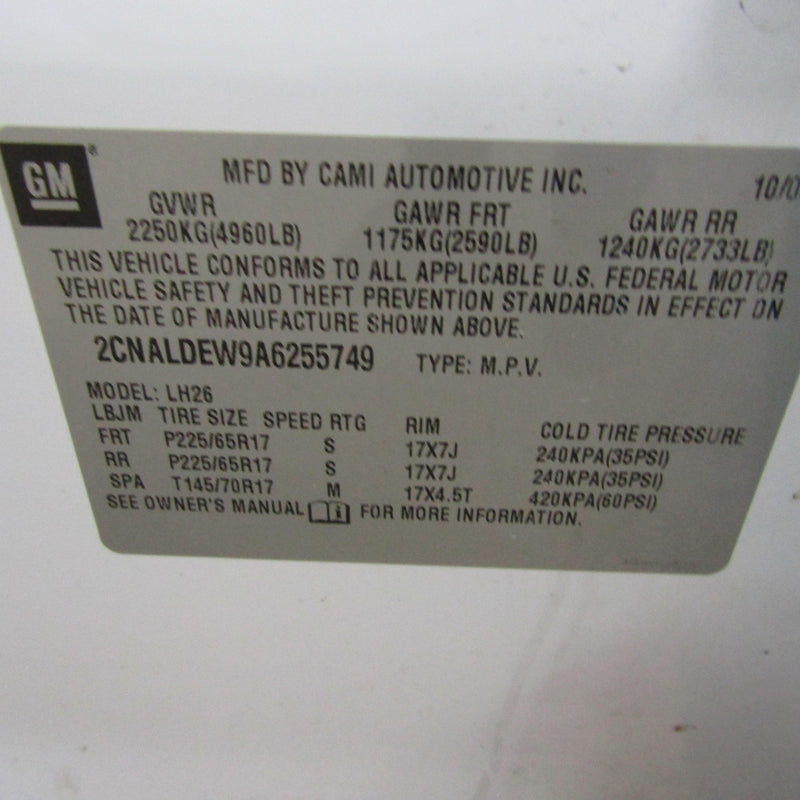 GM®
MFD BY CAMI AUTOMOTIVE INC. 10/0
GVWR GAWR FRT GAWR RR
2250KG(4960LB) 1175KG(2590LB) 1240KG(2733LB)
THIS VEHICLE CONFORMS TO ALL APPLICABLE U.S. FEDERAL MOTOR
VEHICLE SAFETY AND THEFT PREVENTION STANDARDS IN EFFECT ON
THE DATE OF MANUFACTURE SHOWN ABOVE.
2CNALDEW9A6255749 TYPE: M.P.V.
MODEL: LH26
LBJM TIRE SIZE SPEED RTG RIM COLD TIRE PRESSURE
FRT P225/65R17 S 17X7J 240KPA(35PSI)
RR P225/65R17 S 17X7J 240KPA(35PSI)
SPA T145/70R17 M 17X4.5T 420KPA(60PSI)
SEE OWNER'S MANUAL FOR MORE INFORMATION.